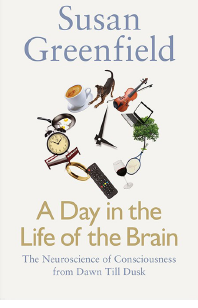 Susan
Greenfield
A Day in the
Life of the Brain
The Neuroscience of Consciousness
from Dawn Till Dusk